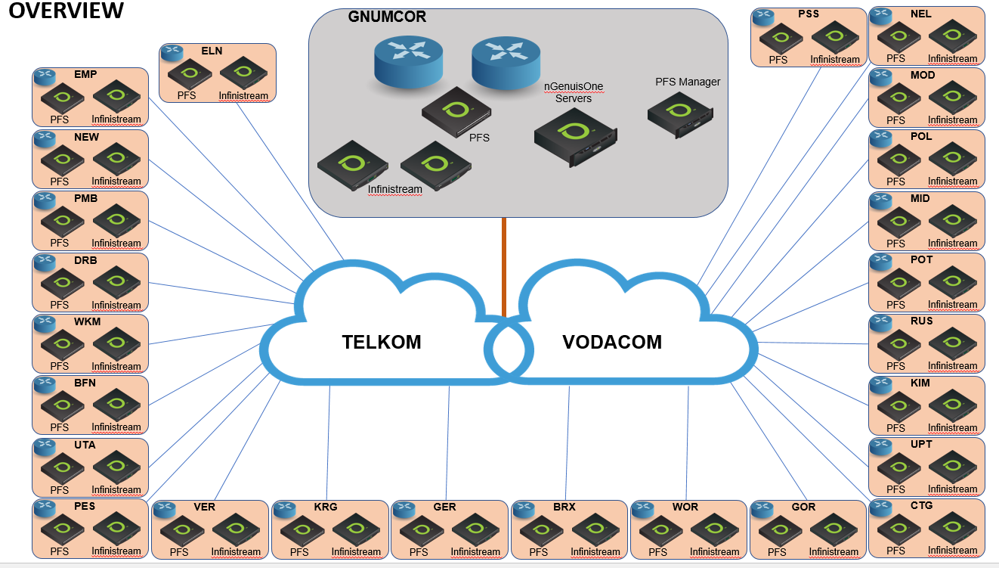 OVERVIEW
GNUMCOR
nGenuisOne
Servers
PFS Manager
PFS
Infinistream
ELN
PFS Infinistream
EMP
PFS Infinistream
NEW
PFS Infinistream
PMB
PFS Infinistream
DRB
PFS Infinistream
WKM
PFS Infinistream
BFN
PFS Infinistream
UTA
PFS Infinistream
PES
PFS Infinistream
TELKOM
VODACOM
PSS
PFS Infinistream
NEL
PFS Infinistream
MOD
PFS Infinistream
POL
PFS Infinistream
MID
PFS Infinistream
POT
PFS Infinistream
RUS
PFS Infinistream
KIM
PFS Infinistream
UPT
PFS Infinistream
CTG
PFS Infinistream
VER
PFS Infinistream
KRG
PFS Infinistream
GER
PFS Infinistream
BRX
PFS Infinistream
WOR
PFS Infinistream
GOR
PFS Infinistream